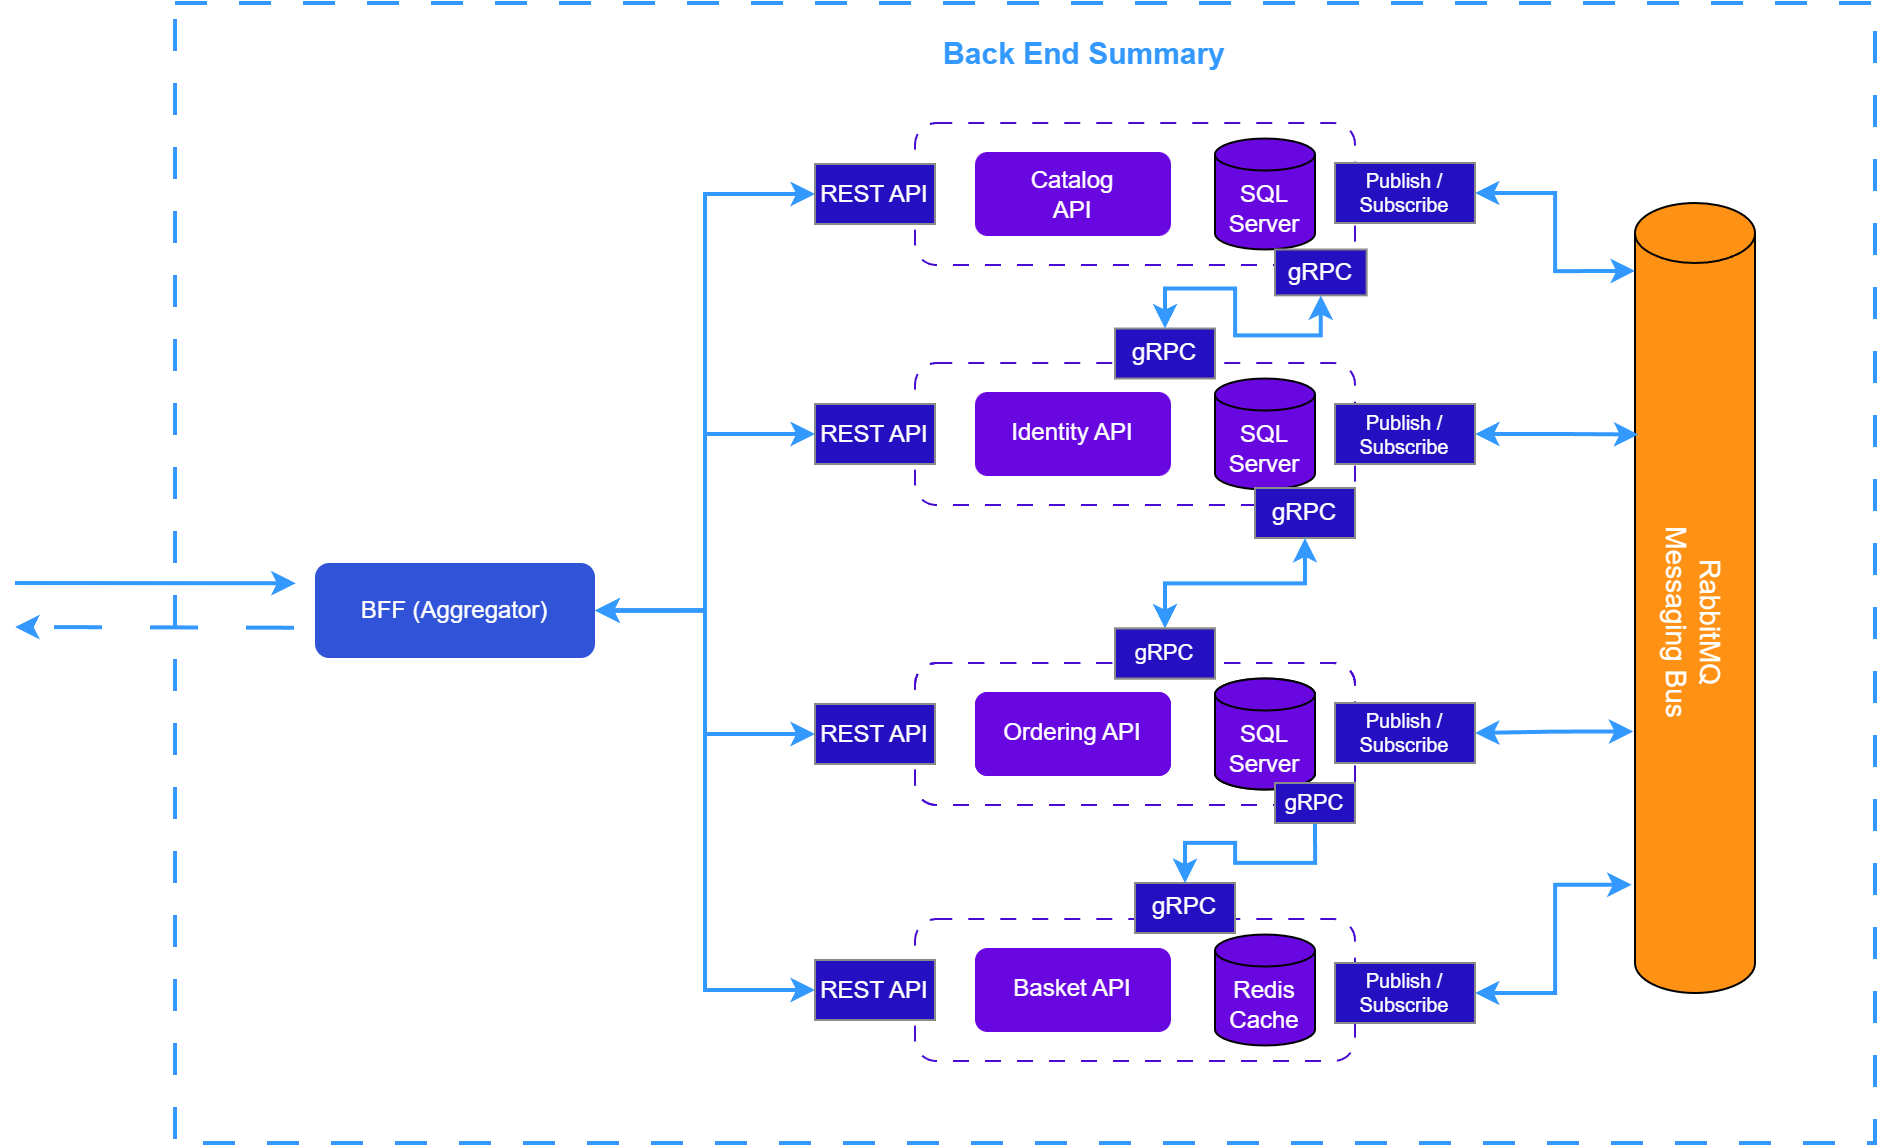 Back End Summary
REST API
Catalog
API
SQL
Server
Publish /
Subscribe
gRPC
gRPC
REST API
Identity API
SQL
Server
Publish /
Subscribe
gRPC
BFF (Aggregator)
RabbitMQ
Messaging Bus
gRPC
REST API
Ordering API
SQL
Server
Publish /
Subscribe
gRPC
gRPC
REST API
Basket API
Redis
Cache
Publish /
Subscribe